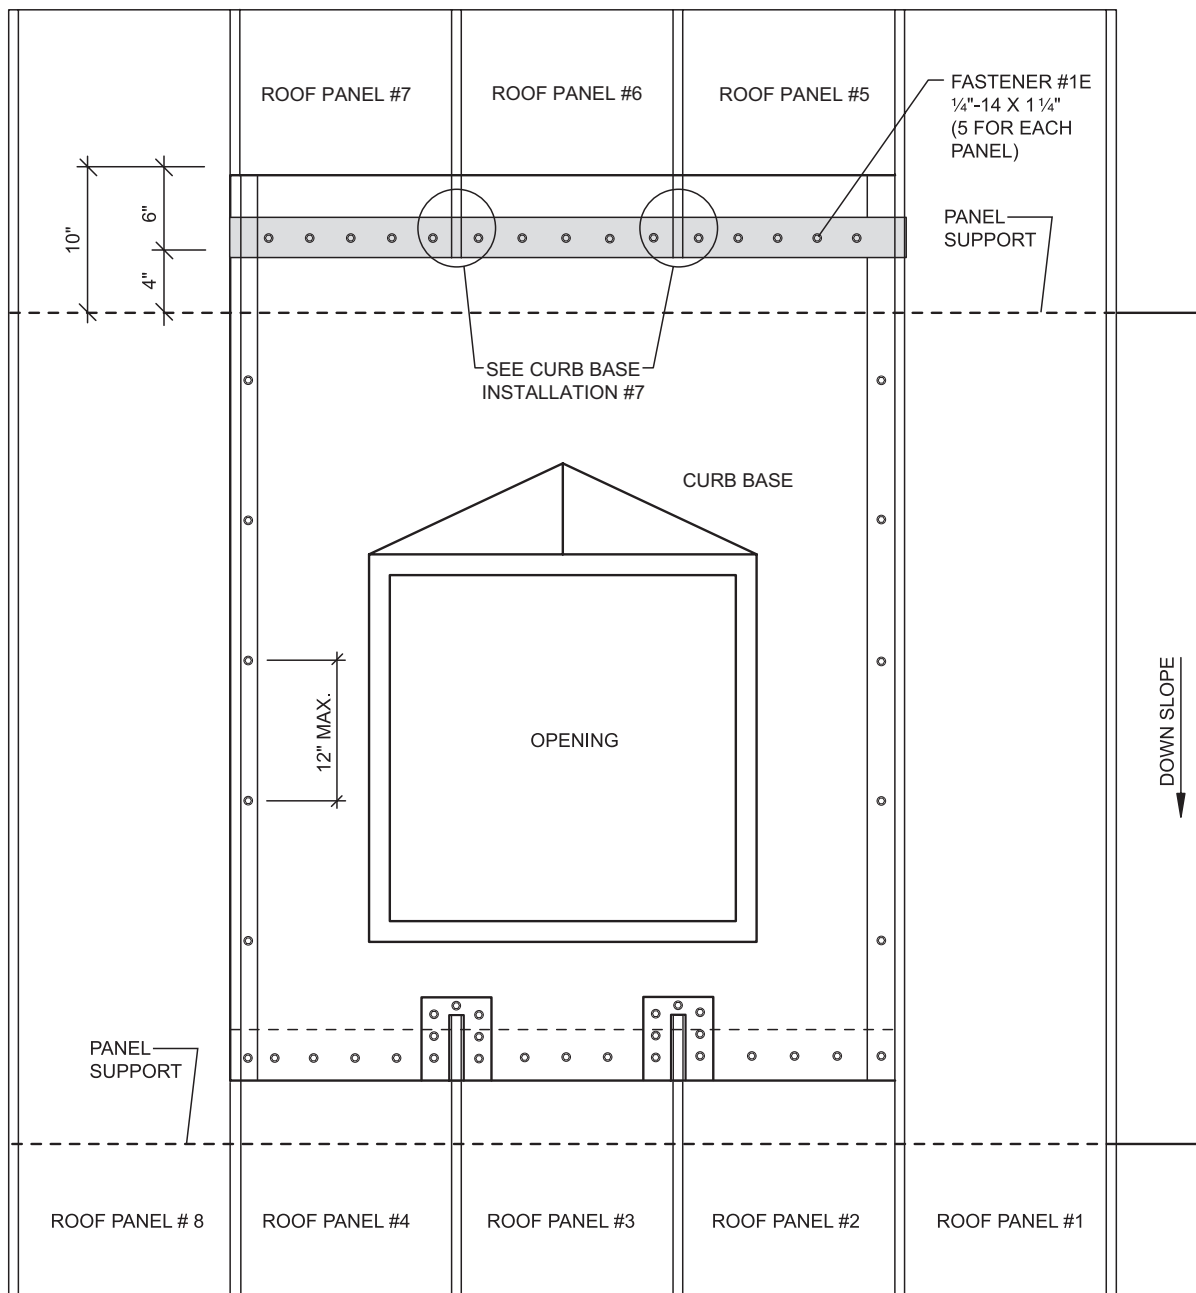 ROOF PANEL #7
ROOF PANEL #6
ROOF PANEL #5
FASTENER #1E
¼"-14 X 1 ¼"
(5 FOR EACH
PANEL)
10"
6"
4"
PANEL
SUPPORT
SEE CURB BASE
INSTALLATION #7
CURB BASE
12" MAX.
OPENING
DOWN SLOPE
PANEL
SUPPORT
ROOF PANEL # 8
ROOF PANEL #4
ROOF PANEL #3
ROOF PANEL #2
ROOF PANEL #1